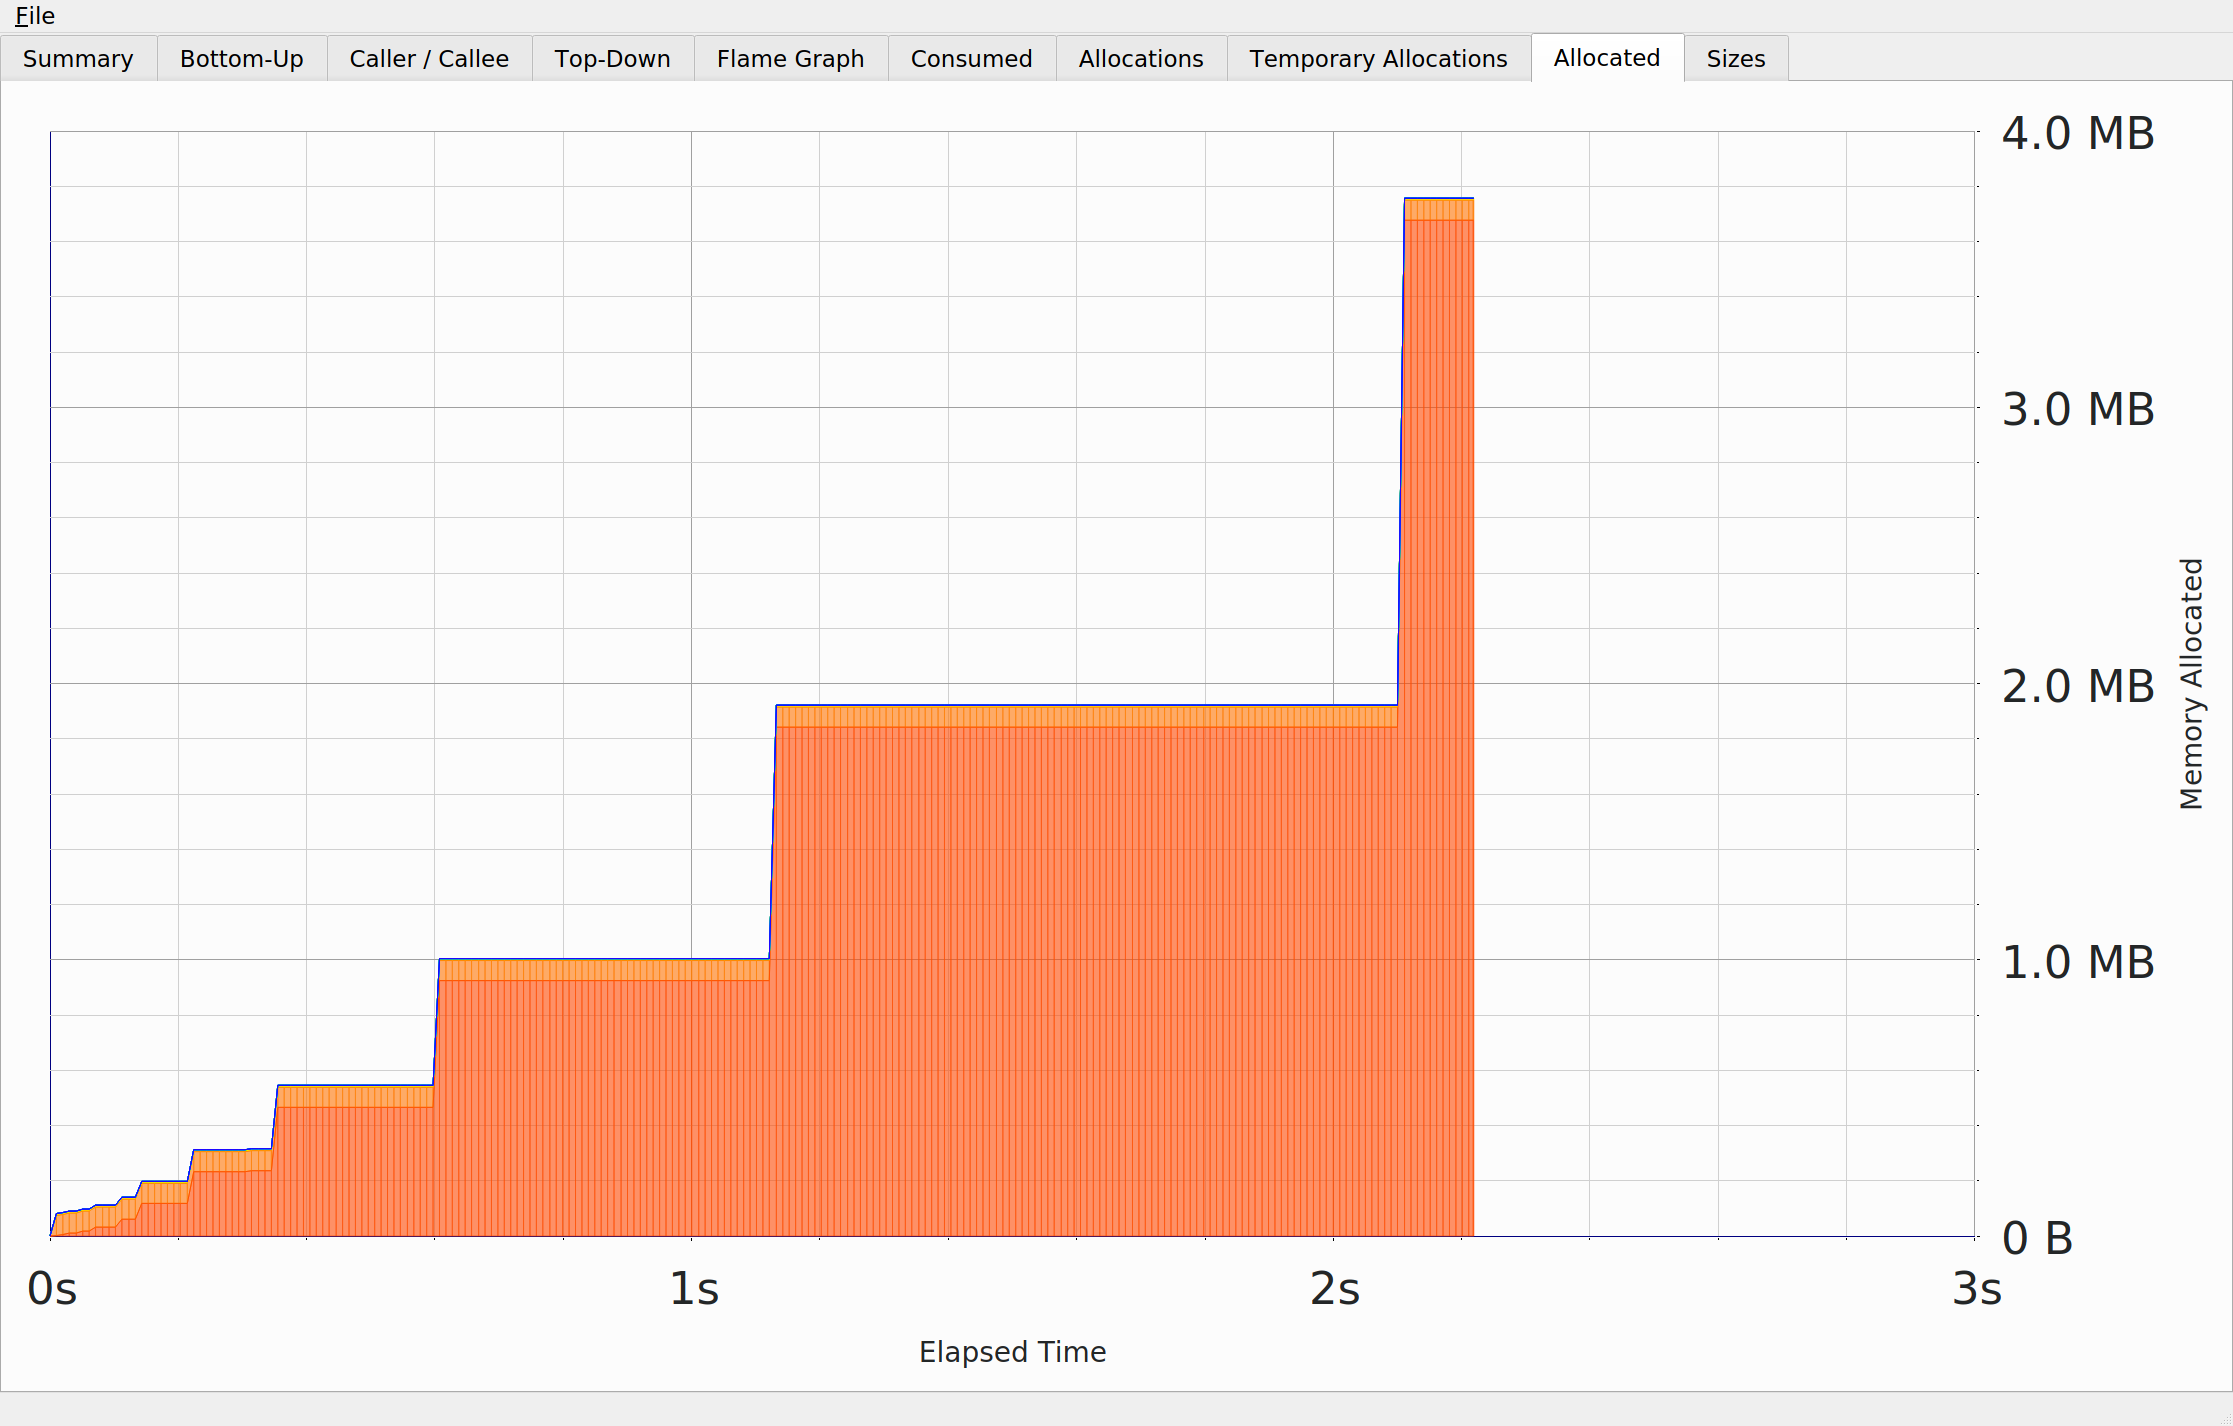 File
Summary Bottom-Up Caller / Callee Top-Down Flame Graph Consumed Allocations Temporary Allocations Allocated Sizes
4.0 MB
3.0 MB
2.0 MB
1.0 MB
0 B
Memory Allocated
0s 1s 2s 3s
Elapsed Time